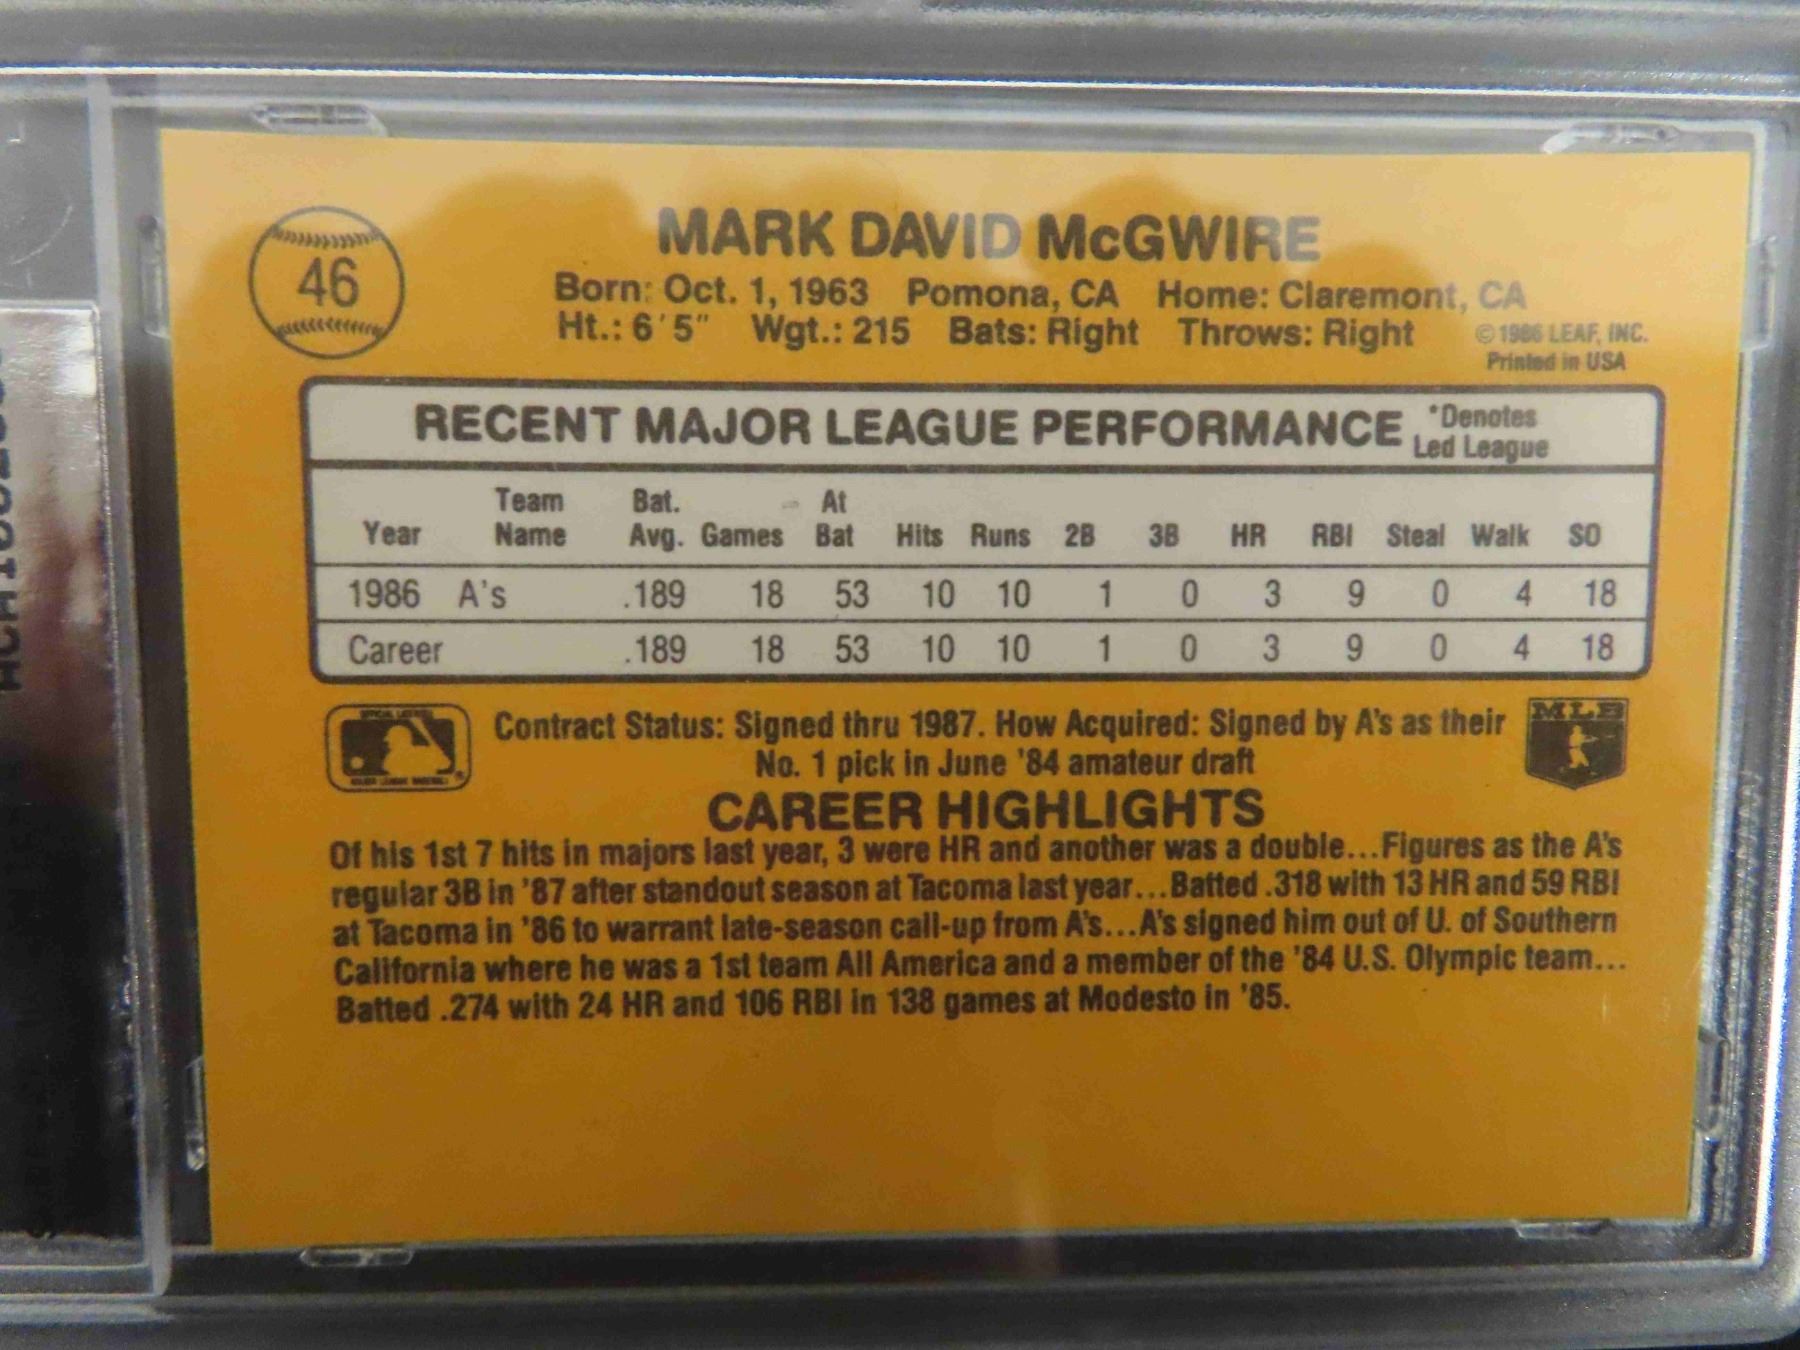 46
MARK DAVID McGWIRE
Born: Oct. 1, 1963 Pomona, CA Home: Claremont, CA
Ht.: 6'5" Wgt.: 215 Bats: Right Throws: Right
© 1986 LEAF, INC.
Printed in USA
RECENT MAJOR LEAGUE PERFORMANCE *Denotes Led League
Year Team Name Bat. Avg. Games At Bat Hits Runs 2B 3B HR RBI Steal Walk SO
1986 A's .189 18 53 10 10 1 0 3 9 0 4 18
Career .189 18 53 10 10 1 0 3 9 0 4 18
Contract Status: Signed thru 1987. How Acquired: Signed by A's as their
No. 1 pick in June '84 amateur draft
MLB
CAREER HIGHLIGHTS
Of his 1st 7 hits in majors last year, 3 were HR and another was a double...Figures as the A's
regular 3B in '87 after standout season at Tacoma last year...Batted .318 with 13 HR and 59 RBI
at Tacoma in '86 to warrant late-season call-up from A's...A's signed him out of U. of Southern
California where he was a 1st team All America and a member of the '84 U.S. Olympic team...
Batted .274 with 24 HR and 106 RBI in 138 games at Modesto in '85.